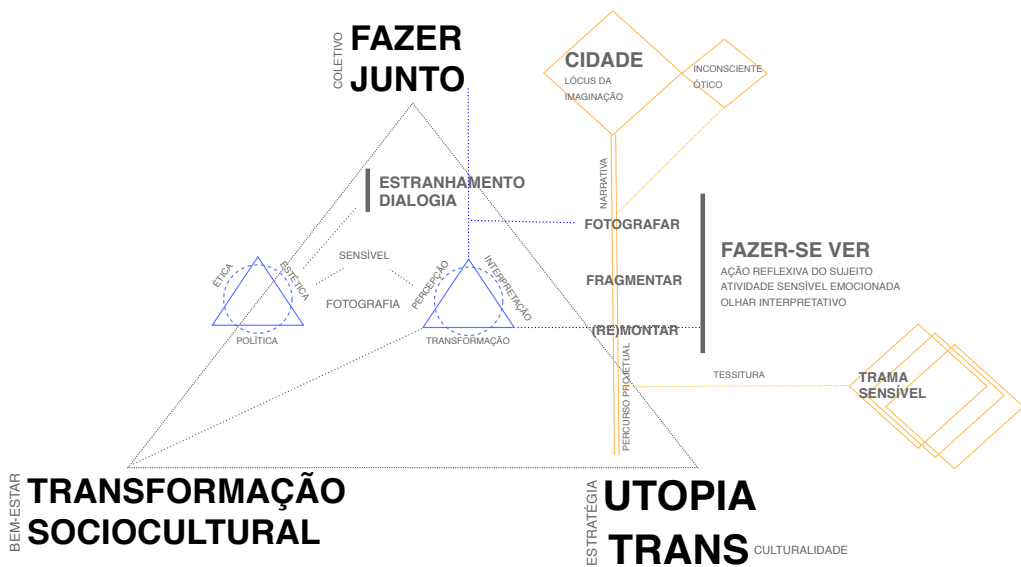 COLETIVO
FAZER
JUNTO
CIDADE
LÓCUS DA
IMAGINAÇÃO
INCONSCIENTE
ÓTICO
ESTRANHAMENTO
DIALOGIA
NARRATIVA
FOTOGRAFAR
FRAGMENTAR
(RE)MONTAR
FAZER-SE VER
AÇÃO REFLEXIVA DO SUJEITO
ATIVIDADE SENSÍVEL EMOCIONADA
OLHAR INTERPRETATIVO
SENSÍVEL
FOTOGRAFIA
ÉTICA
ESTÉTICA
POLÍTICA
PERCEPÇÃO
INTERPRETAÇÃO
TRANSFORMAÇÃO
PERCURSO PROJETUAL
TESSITURA
TRAMA
SENSÍVEL
BEM-ESTAR
TRANSFORMAÇÃO
SOCIOCULTURAL
ESTRATÉGIA
UTOPIA
TRANS CULTURALIDADE